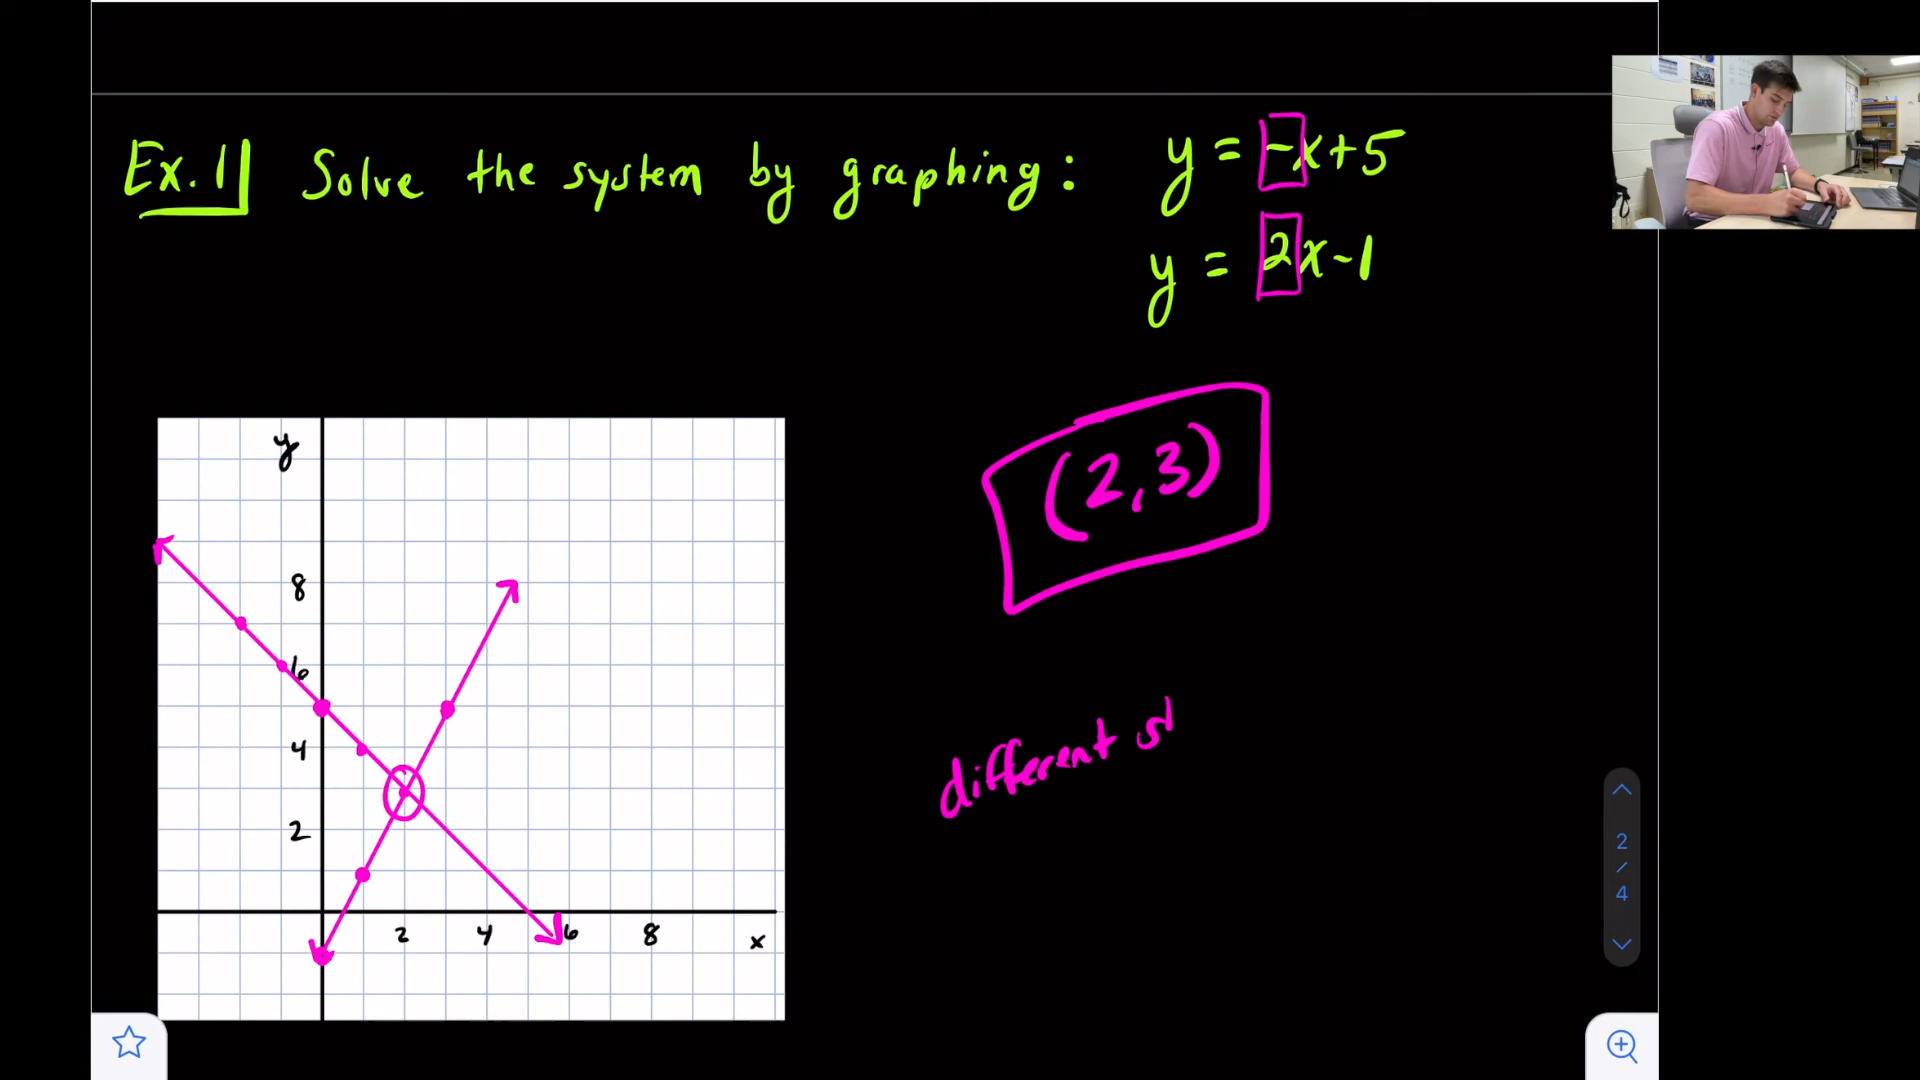 Ex. 1 Solve the system by graphing: y = -x+5
y = 2x-1
(2,3)
different sl
y
8
6
4
2
2 4 6 8 x
2
/
4